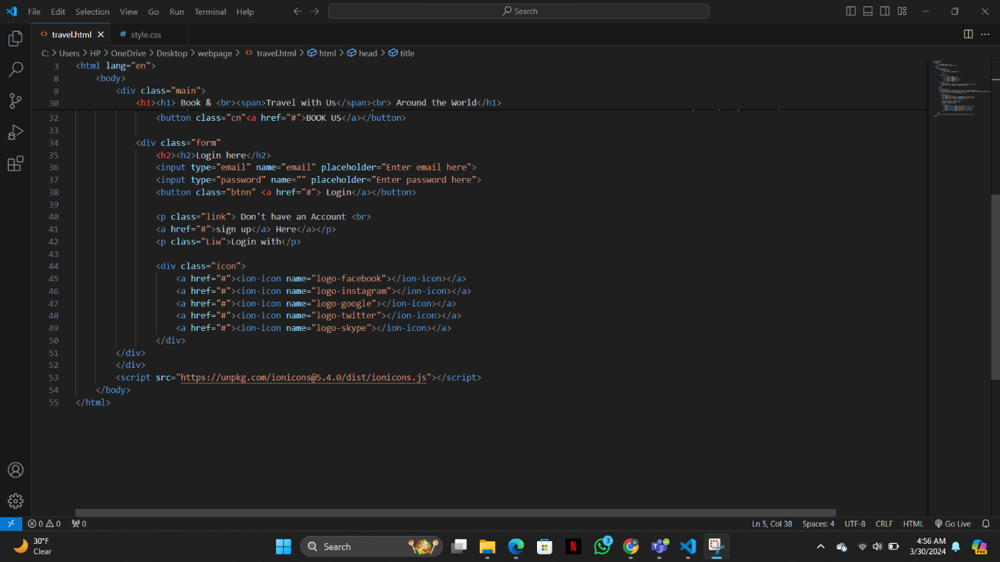 File Edit Selection View Go Run Terminal Help Search
travel.html # style.css
C: > Users > HP > OneDrive > Desktop > webpage > travel.html > html > head > title
3 <html lang="en">
8 <body>
9 <div class="main">
30 <h1><h1> Book & <br><span>Travel with Us</span><br> Around the World</h1>
32 <button class="cn"<a href="#">BOOK US</a></button>
33
34 <div class="form"
35 <h2><h2>Login here</h2>
36 <input type="email" name="email" placeholder="Enter email here">
37 <input type="password" name="" placeholder="Enter password here">
38 <button class="btnn" <a href="#"> Login</a></button>
39
40 <p class="link"> Don't have an Account <br>
41 <a href="#">sign up</a> Here</a></p>
42 <p class="Liw">Login with</p>
43
44 <div class="icon">
45 <a href="#"><ion-icon name="logo-facebook"></ion-icon></a>
46 <a href="#"><ion-icon name="logo-instagram"></ion-icon></a>
47 <a href="#"><ion-icon name="logo-google"></ion-icon></a>
48 <a href="#"><ion-icon name="logo-twitter"></ion-icon></a>
49 <a href="#"><ion-icon name="logo-skype"></ion-icon></a>
50 </div>
51 </div>
52 </div>
53 <script src="https://unpkg.com/ionicons@5.4.0/dist/ionicons.js"></script>
54 </body>
55 </html>
0 0 0 Ln 5, Col 38 Spaces: 4 UTF-8 CRLF HTML Go Live
30°F
Clear
Search
N
3
N
PRE
4:56 AM
3/30/2024